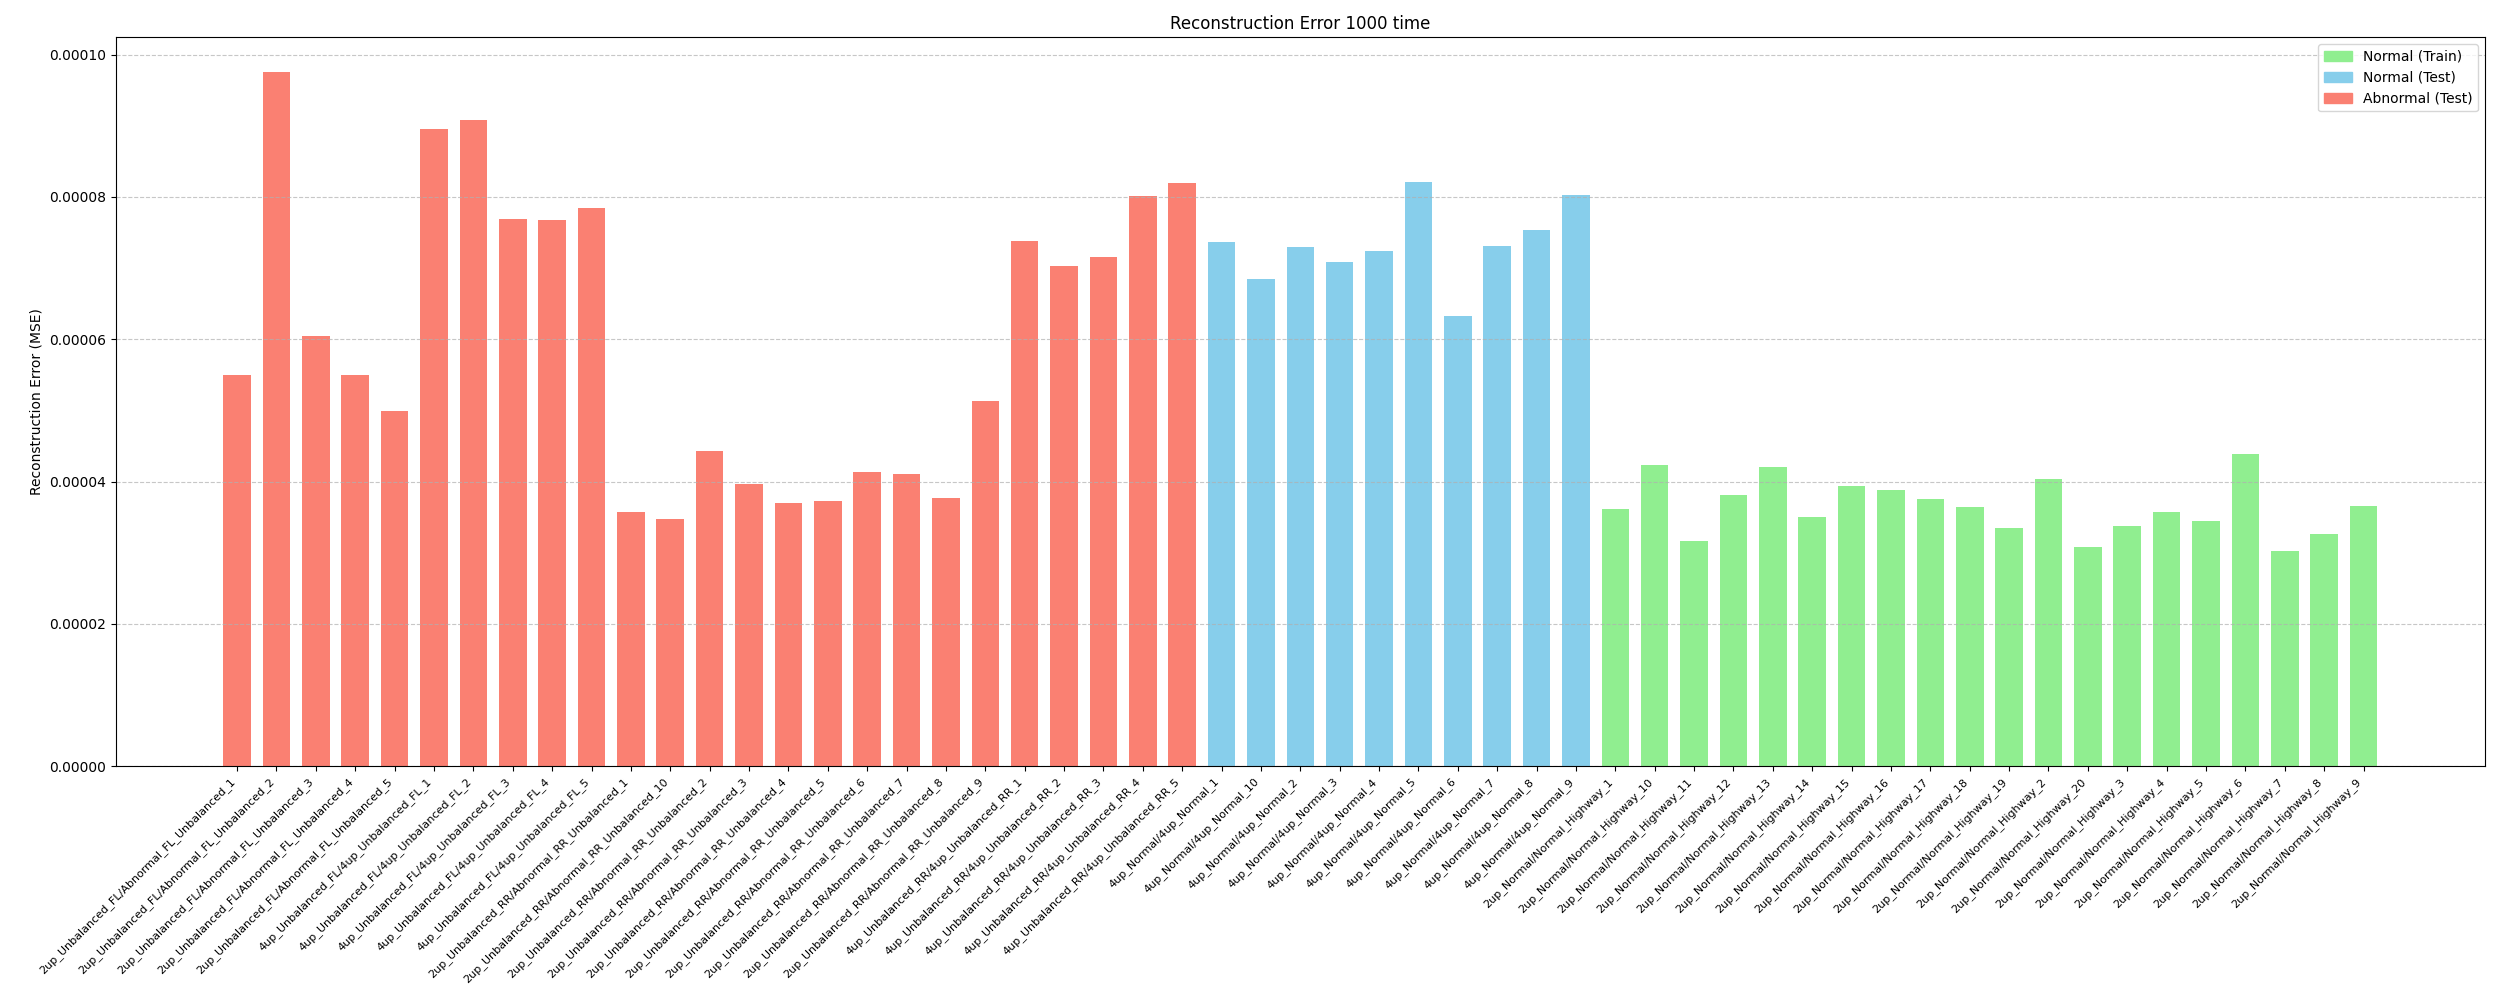 Reconstruction Error 1000 time
Reconstruction Error (MSE)
0.00010
0.00008
0.00006
0.00004
0.00002
0.00000
Normal (Train)
Normal (Test)
Abnormal (Test)
2up_Unbalanced_FL/Abnormal_FL_Unbalanced_1
2up_Unbalanced_FL/Abnormal_FL_Unbalanced_2
2up_Unbalanced_FL/Abnormal_FL_Unbalanced_3
2up_Unbalanced_FL/Abnormal_FL_Unbalanced_4
2up_Unbalanced_FL/Abnormal_FL_Unbalanced_5
4up_Unbalanced_FL/4up_Unbalanced_FL_1
4up_Unbalanced_FL/4up_Unbalanced_FL_2
4up_Unbalanced_FL/4up_Unbalanced_FL_3
4up_Unbalanced_FL/4up_Unbalanced_FL_4
4up_Unbalanced_FL/4up_Unbalanced_FL_5
2up_Unbalanced_RR/Abnormal_RR_Unbalanced_1
2up_Unbalanced_RR/Abnormal_RR_Unbalanced_10
2up_Unbalanced_RR/Abnormal_RR_Unbalanced_2
2up_Unbalanced_RR/Abnormal_RR_Unbalanced_3
2up_Unbalanced_RR/Abnormal_RR_Unbalanced_4
2up_Unbalanced_RR/Abnormal_RR_Unbalanced_5
2up_Unbalanced_RR/Abnormal_RR_Unbalanced_6
2up_Unbalanced_RR/Abnormal_RR_Unbalanced_7
2up_Unbalanced_RR/Abnormal_RR_Unbalanced_8
2up_Unbalanced_RR/Abnormal_RR_Unbalanced_9
4up_Unbalanced_RR/4up_Unbalanced_RR_1
4up_Unbalanced_RR/4up_Unbalanced_RR_2
4up_Unbalanced_RR/4up_Unbalanced_RR_3
4up_Unbalanced_RR/4up_Unbalanced_RR_4
4up_Unbalanced_RR/4up_Unbalanced_RR_5
4up_Normal/4up_Normal_1
4up_Normal/4up_Normal_10
4up_Normal/4up_Normal_2
4up_Normal/4up_Normal_3
4up_Normal/4up_Normal_4
4up_Normal/4up_Normal_5
4up_Normal/4up_Normal_6
4up_Normal/4up_Normal_7
4up_Normal/4up_Normal_8
4up_Normal/4up_Normal_9
2up_Normal/Normal_Highway_1
2up_Normal/Normal_Highway_10
2up_Normal/Normal_Highway_11
2up_Normal/Normal_Highway_12
2up_Normal/Normal_Highway_13
2up_Normal/Normal_Highway_14
2up_Normal/Normal_Highway_15
2up_Normal/Normal_Highway_16
2up_Normal/Normal_Highway_17
2up_Normal/Normal_Highway_18
2up_Normal/Normal_Highway_19
2up_Normal/Normal_Highway_2
2up_Normal/Normal_Highway_20
2up_Normal/Normal_Highway_3
2up_Normal/Normal_Highway_4
2up_Normal/Normal_Highway_5
2up_Normal/Normal_Highway_6
2up_Normal/Normal_Highway_7
2up_Normal/Normal_Highway_8
2up_Normal/Normal_Highway_9